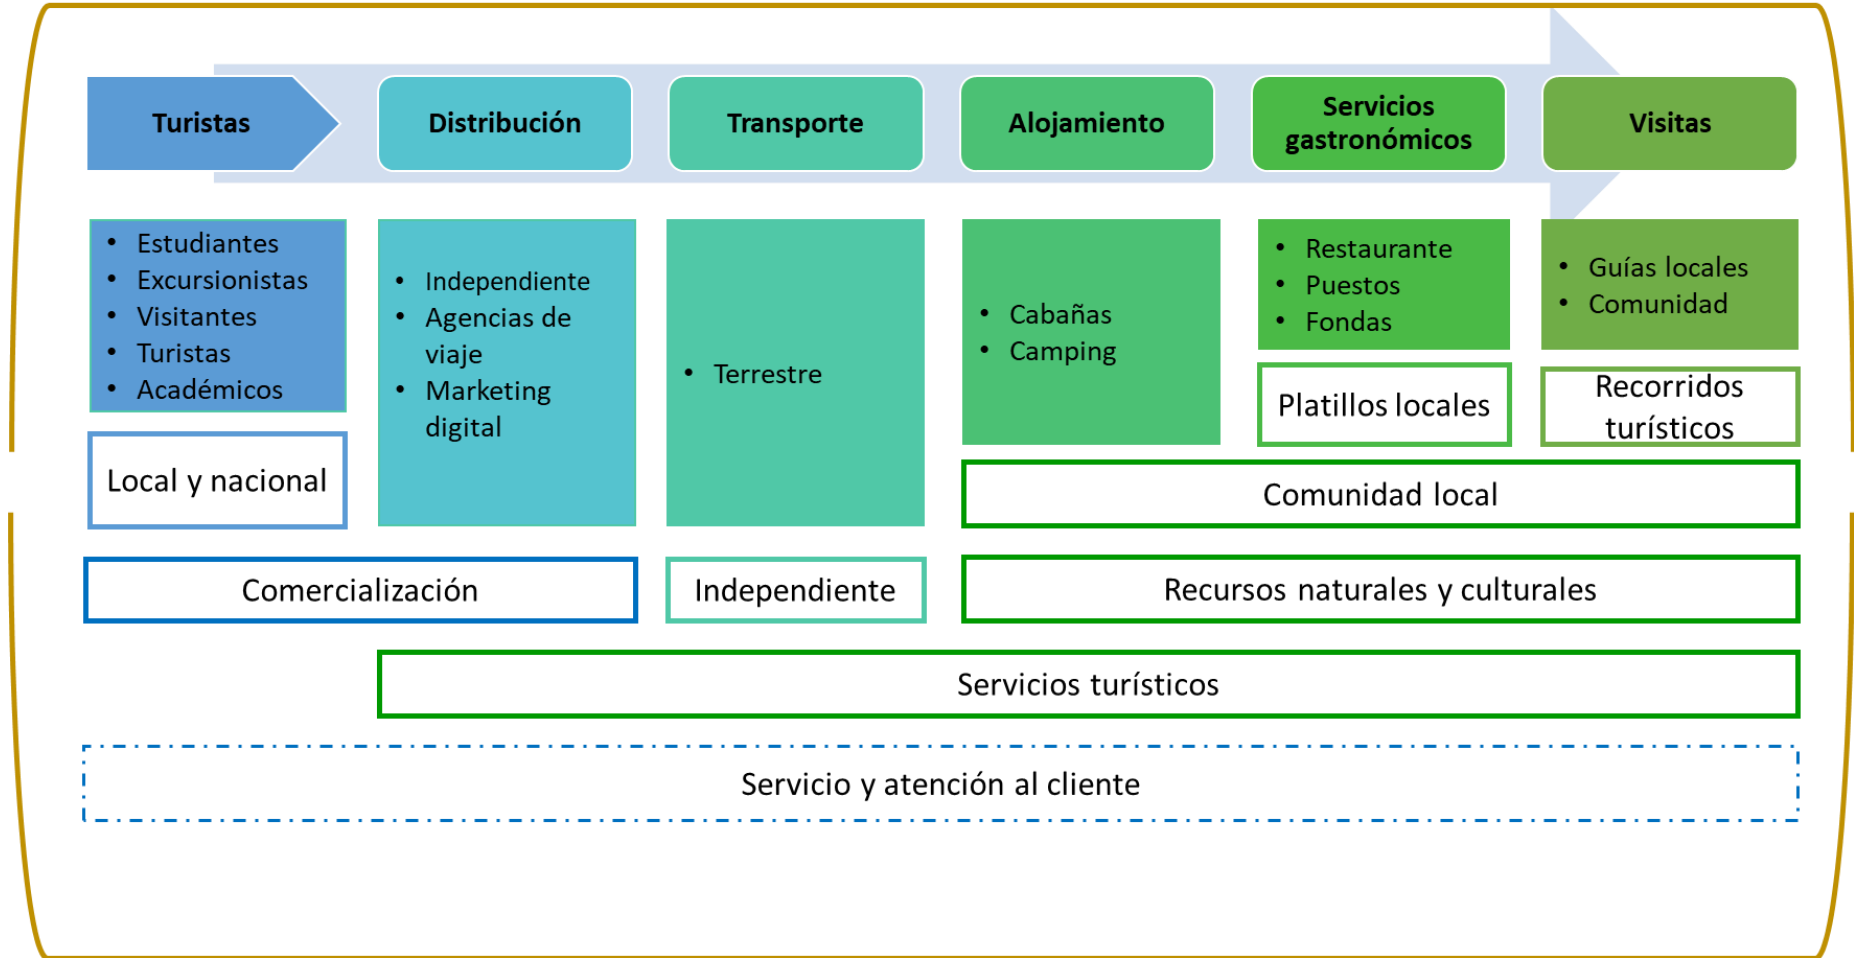 Turistas
Distribución
Transporte
Alojamiento
Servicios
gastronómicos
Visitas
• Estudiantes
• Excursionistas
• Visitantes
• Turistas
• Académicos
Local y nacional
• Independiente
• Agencias de
viaje
• Marketing
digital
• Terrestre
• Cabañas
• Camping
• Restaurante
• Puestos
• Fondas
Platillos locales
• Guías locales
• Comunidad
Recorridos
turísticos
Comunidad local
Comercialización
Independiente
Recursos naturales y culturales
Servicios turísticos
Servicio y atención al cliente